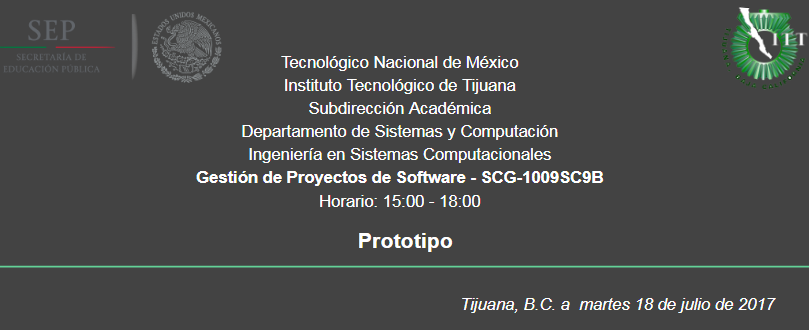 SEP
SECRETARÍA DE
EDUCACIÓN PÚBLICA
ESTADOS UNIDOS MEXICANOS
Tecnológico Nacional de México
Instituto Tecnológico de Tijuana
Subdirección Académica
Departamento de Sistemas y Computación
Ingeniería en Sistemas Computacionales
Gestión de Proyectos de Software - SCG-1009SC9B
Horario: 15:00 - 18:00
Prototipo
Tijuana, B.C. a  martes 18 de julio de 2017